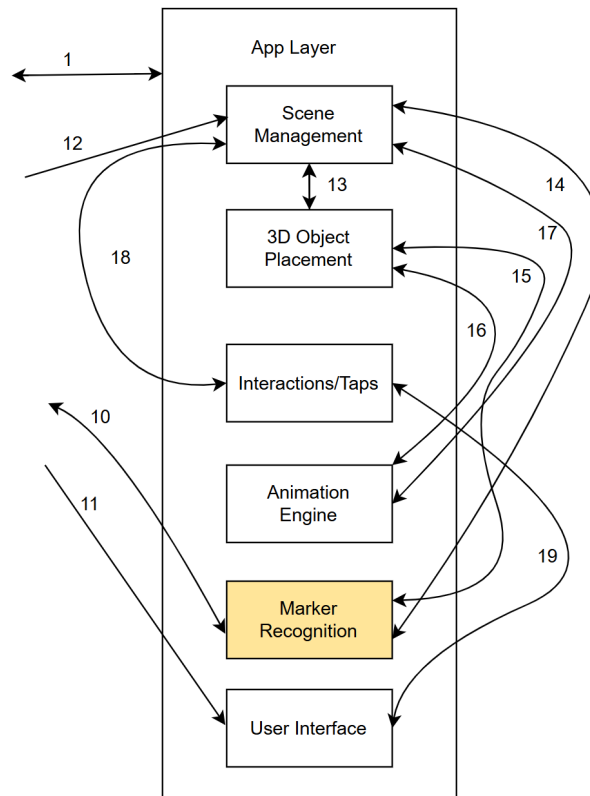 App Layer
1
Scene
Management
12
14
13
17
3D Object
Placement
18
15
16
Interactions/Taps
10
Animation
Engine
11
19
Marker
Recognition
User Interface